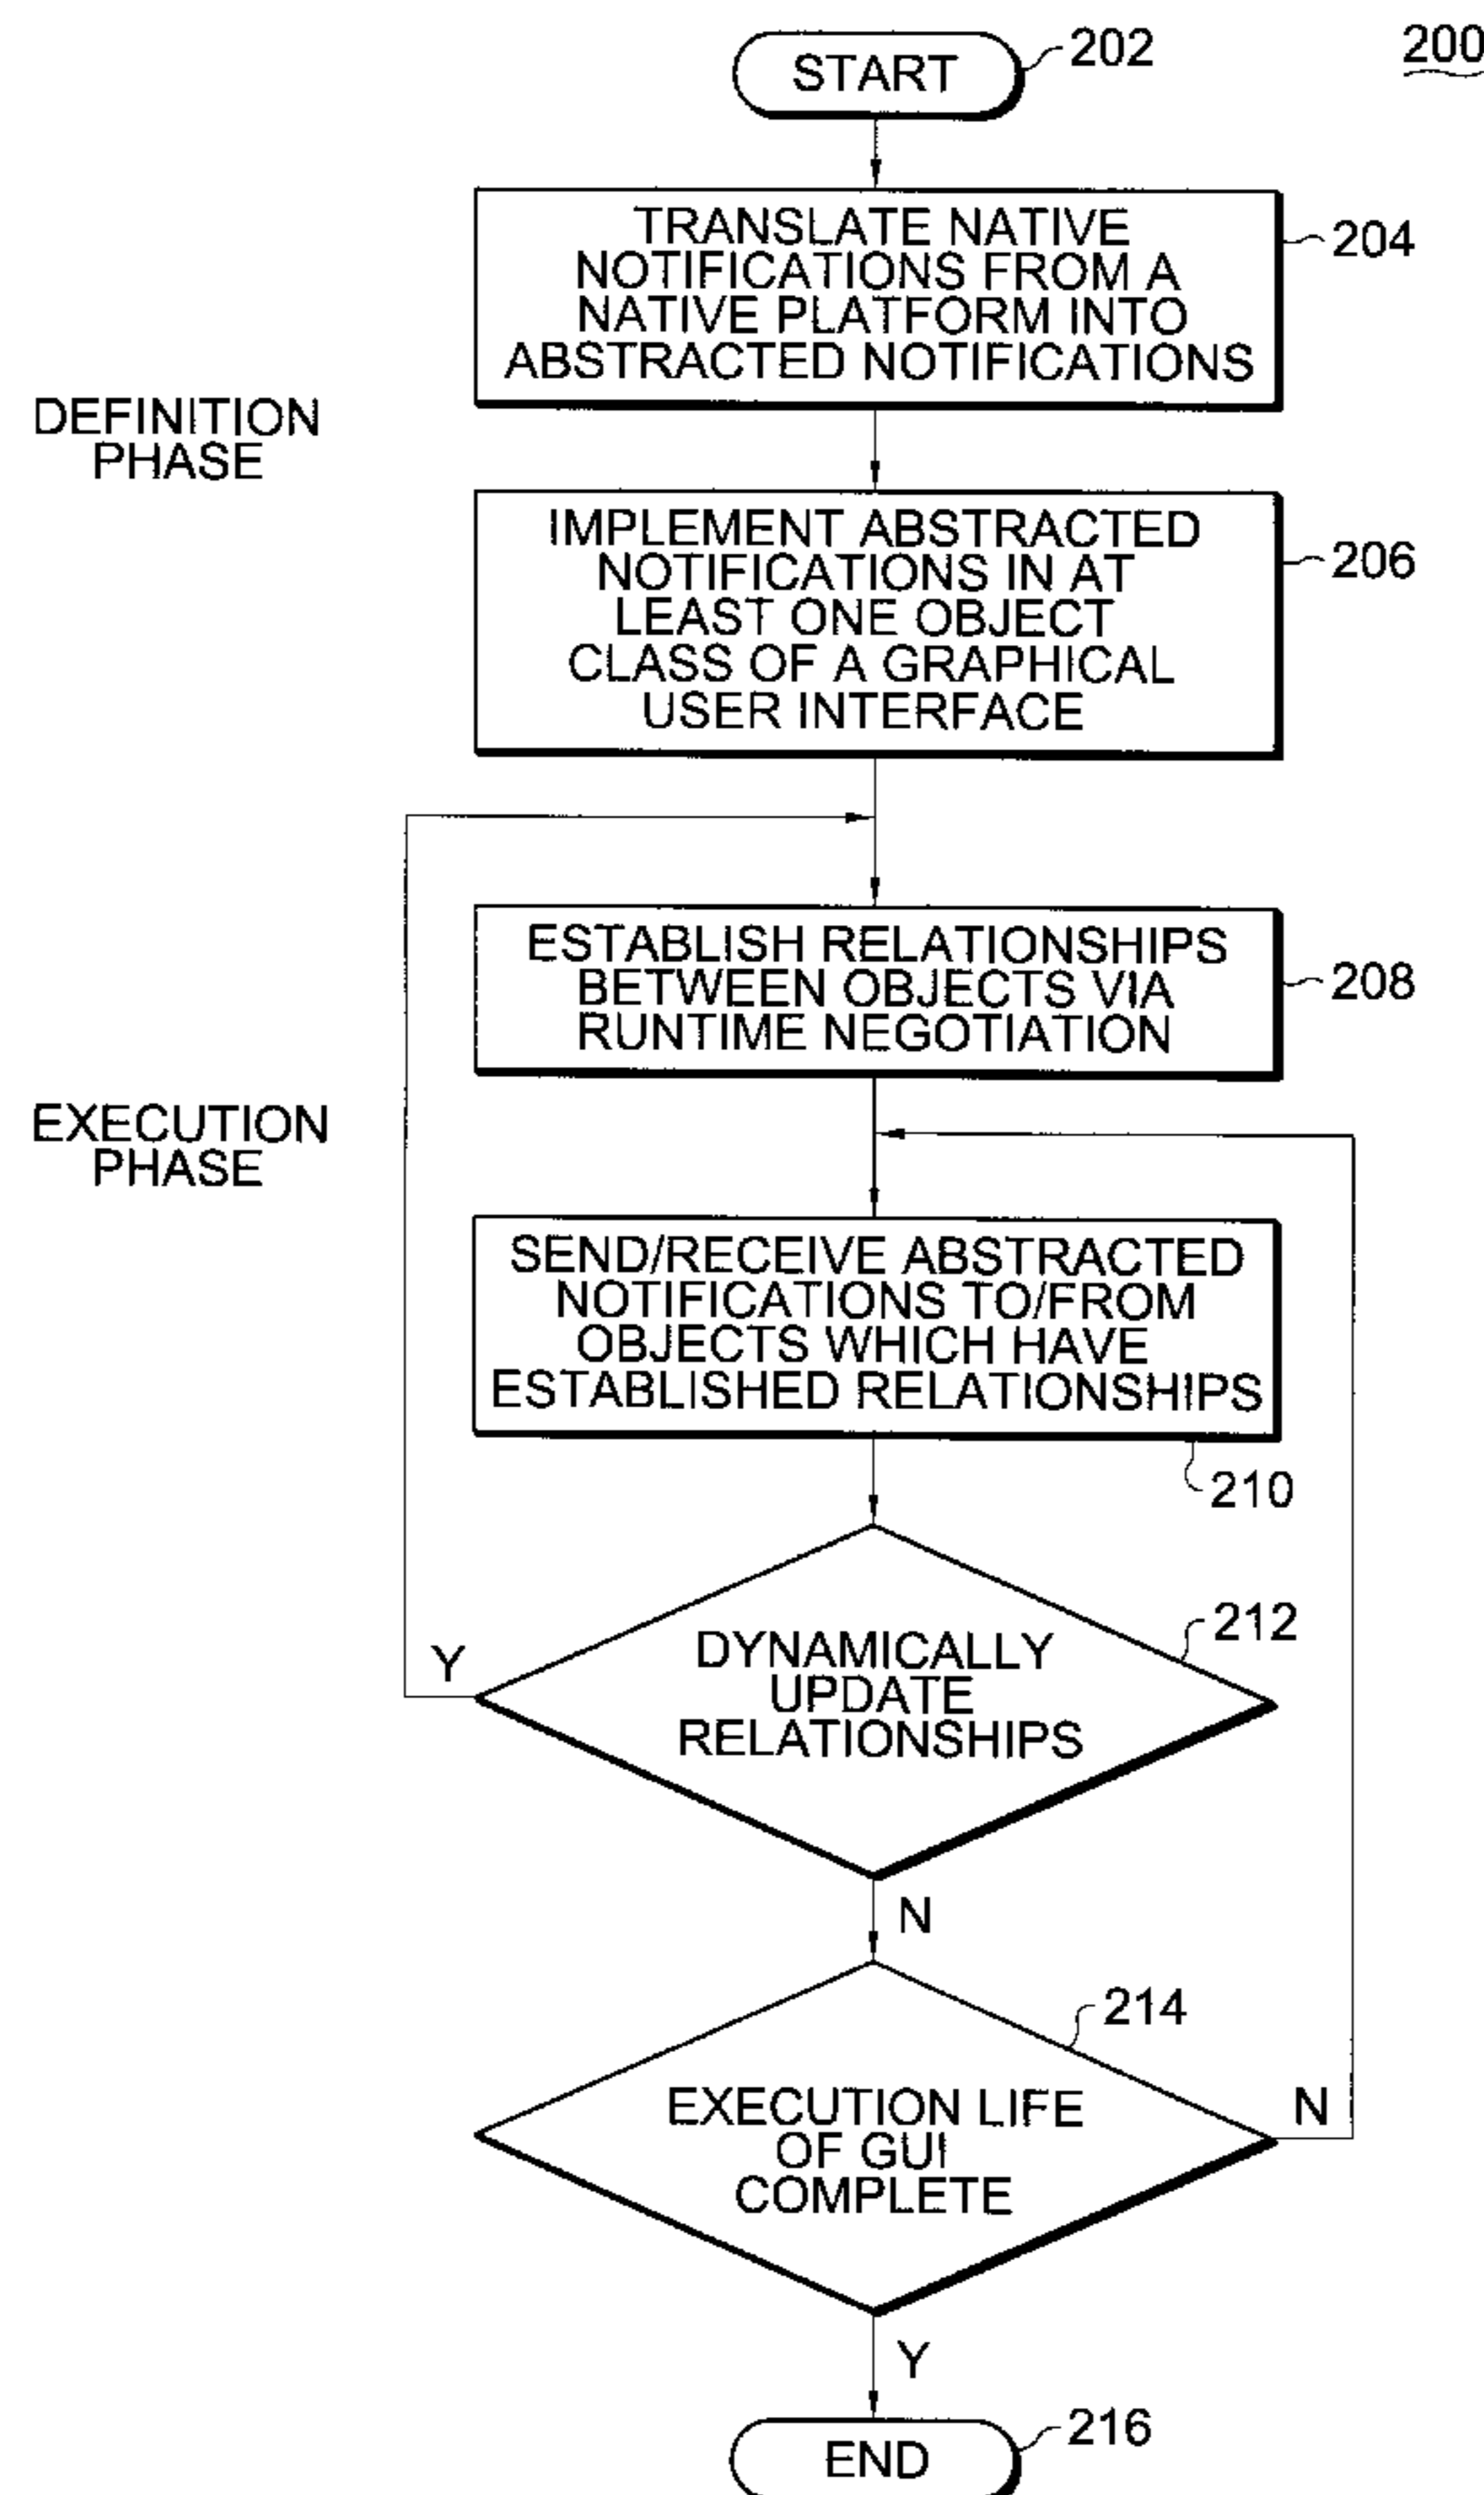 START
202
200
TRANSLATE NATIVE
NOTIFICATIONS FROM A
NATIVE PLATFORM INTO
ABSTRACTED NOTIFICATIONS
204
DEFINITION
PHASE
IMPLEMENT ABSTRACTED
NOTIFICATIONS IN AT
LEAST ONE OBJECT
CLASS OF A GRAPHICAL
USER INTERFACE
206
ESTABLISH RELATIONSHIPS
BETWEEN OBJECTS VIA
RUNTIME NEGOTIATION
208
EXECUTION
PHASE
SEND/RECEIVE ABSTRACTED
NOTIFICATIONS TO/FROM
OBJECTS WHICH HAVE
ESTABLISHED RELATIONSHIPS
210
DYNAMICALLY
UPDATE
RELATIONSHIPS
212
Y
N
EXECUTION LIFE
OF GUI
COMPLETE
214
N
Y
END
216